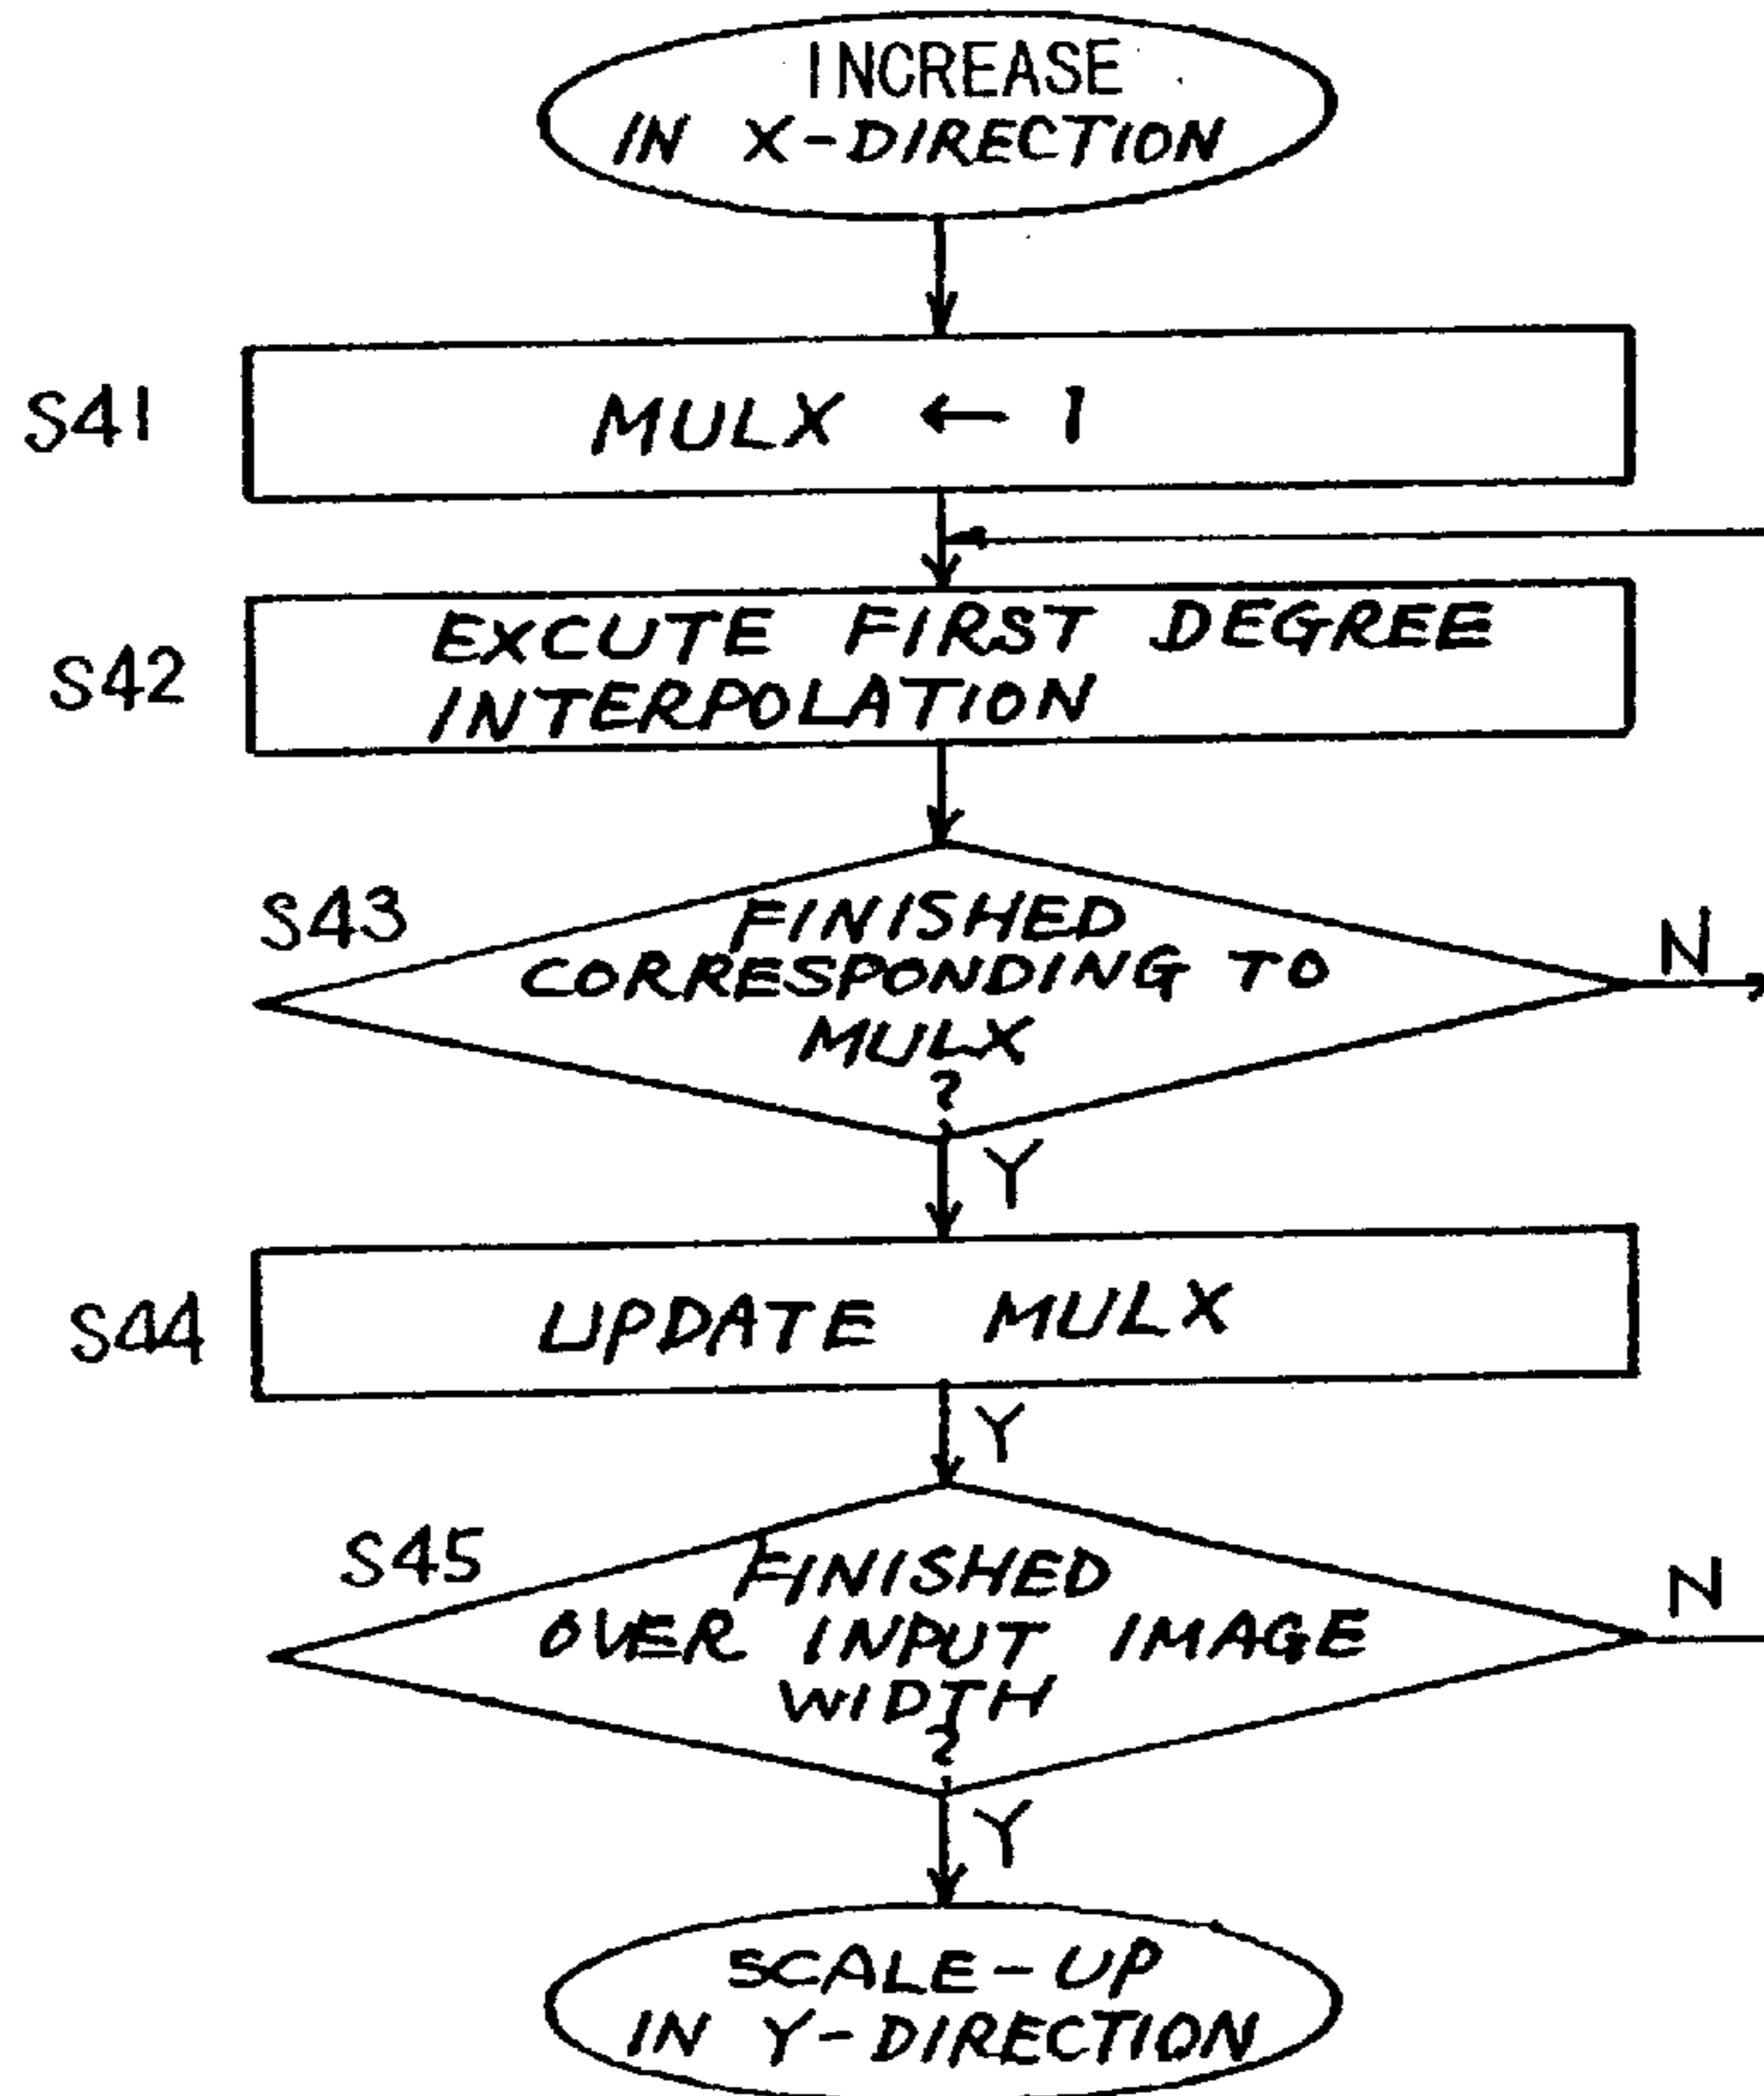 INCREASE
IN X-DIRECTION
S41
MULX ← 1
S42
EXCUTE FIRST DEGREE
INTERPOLATION
S43
FINISHED
CORRESPONDING TO
MULX
?
N
Y
S44
UPDATE MULX
Y
S45
FINISHED
OVER INPUT IMAGE
WIDTH
?
N
Y
SCALE-UP
IN Y-DIRECTION